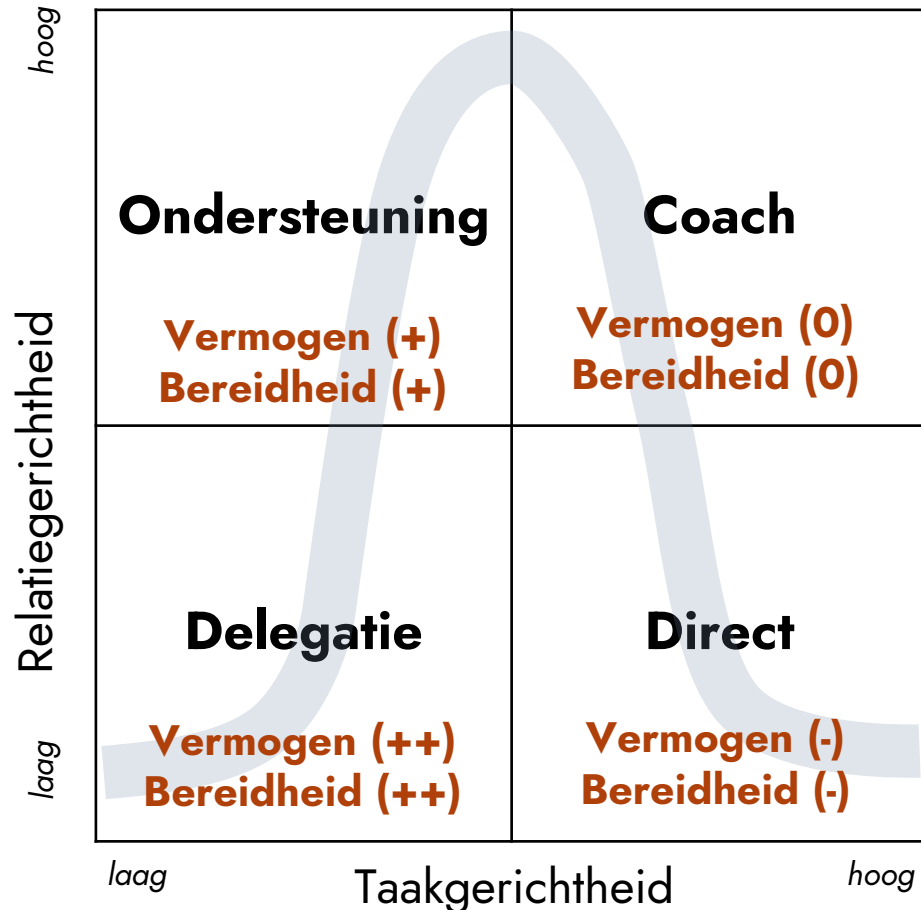 hoog
Relatiegerichtheid
laag
Ondersteuning
Vermogen (+)
Bereidheid (+)
Coach
Vermogen (0)
Bereidheid (0)
Delegatie
Vermogen (++)
Bereidheid (++)
Direct
Vermogen (-)
Bereidheid (-)
laag
Taakgerichtheid
hoog